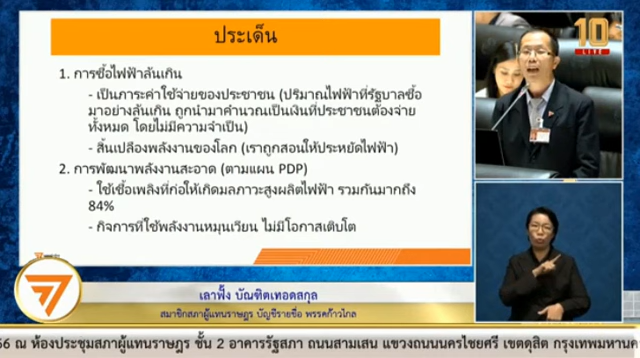 ประเด็น
10
LIVE
1. การซื้อไฟฟ้าล้นเกิน
- เป็นภาระค่าใช้จ่ายของประชาชน (ปริมาณไฟฟ้าที่รัฐบาลซื้อ
มาอย่างล้นเกิน ถูกนำมาคำนวณเป็นเงินที่ประชาชนต้องจ่าย
ทั้งหมด โดยไม่มีความจำเป็น)
- สิ้นเปลืองพลังงานของโลก (เราถูกสอนให้ประหยัดไฟฟ้า)
2. การพัฒนาพลังงานสะอาด (ตามแผน PDP)
- ใช้เชื้อเพลิงที่ก่อให้เกิดมลภาวะสูงผลิตไฟฟ้า รวมกันมากถึง
84%
- กิจการที่ใช้พลังงานหมุนเวียน ไม่มีโอกาสเติบโต
เลาฟั้ง บัณฑิตเทอดสกุล
สมาชิกสภาผู้แทนราษฎร บัญชีรายชื่อ พรรคก้าวไกล
66 ณ ห้องประชุมสภาผู้แทนราษฎร ชั้น 2 อาคารรัฐสภา ถนนสามเสน แขวงถนนนครไชยศรี เขตดุสิต กรุงเทพมหานค